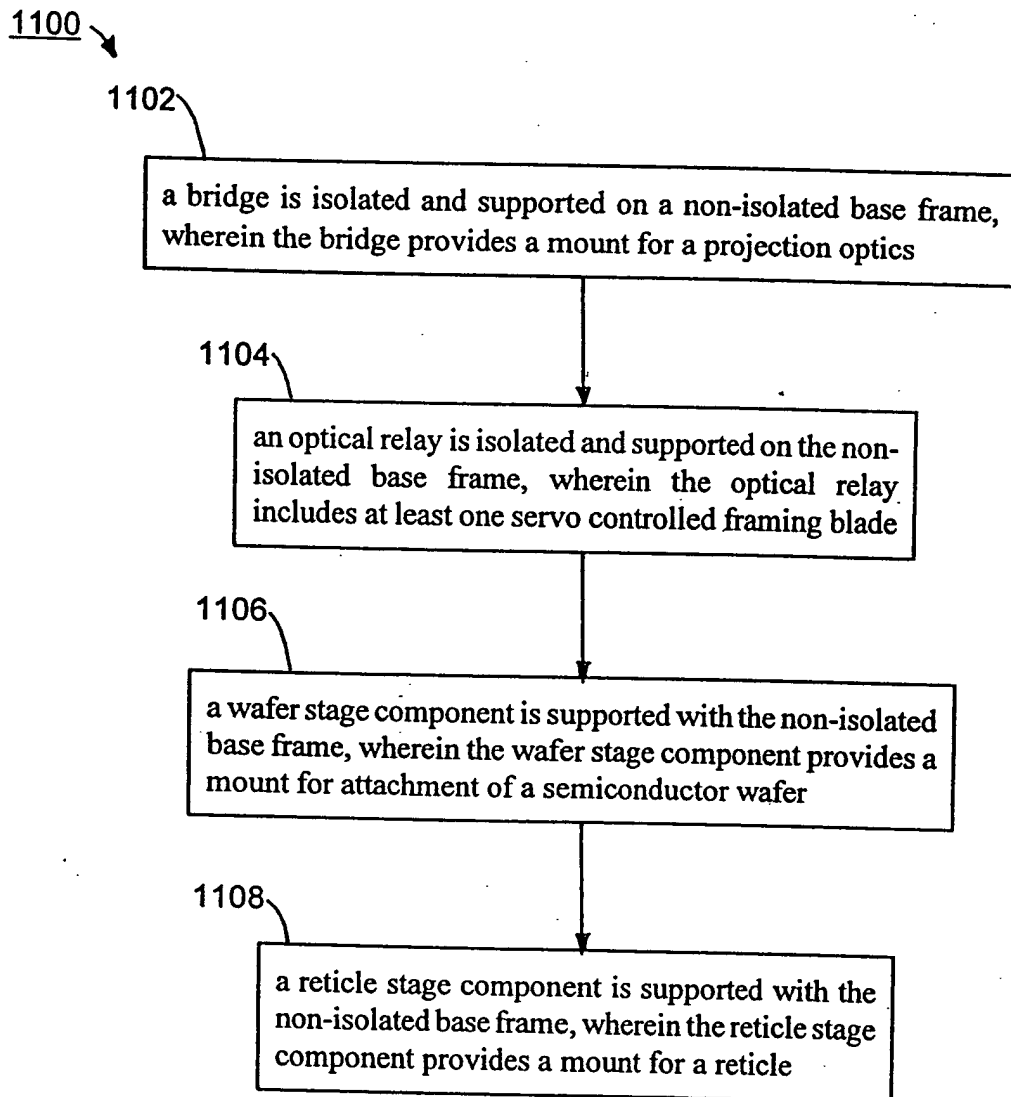 1100
1102
a bridge is isolated and supported on a non-isolated base frame,
wherein the bridge provides a mount for a projection optics
1104
an optical relay is isolated and supported on the non-
isolated base frame, wherein the optical relay
includes at least one servo controlled framing blade
1106
a wafer stage component is supported with the non-isolated
base frame, wherein the wafer stage component provides a
mount for attachment of a semiconductor wafer
1108
a reticle stage component is supported with the
non-isolated base frame, wherein the reticle stage
component provides a mount for a reticle